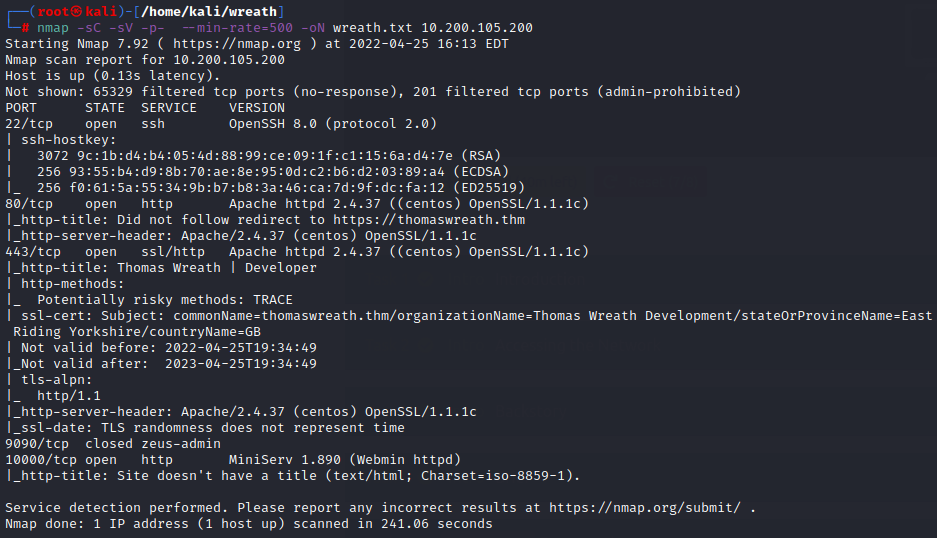 ┌──(root㉿kali)-[/home/kali/wreath]
└─# nmap -sC -sV -p-  --min-rate=500 -oN wreath.txt 10.200.105.200
Starting Nmap 7.92 ( https://nmap.org ) at 2022-04-25 16:13 EDT
Nmap scan report for 10.200.105.200
Host is up (0.13s latency).
Not shown: 65329 filtered tcp ports (no-response), 201 filtered tcp ports (admin-prohibited)
PORT      STATE  SERVICE    VERSION
22/tcp    open   ssh        OpenSSH 8.0 (protocol 2.0)
| ssh-hostkey:
|   3072 9c:1b:d4:b4:05:4d:88:99:ce:09:1f:c1:15:6a:d4:7e (RSA)
|   256 93:55:b4:d9:8b:70:ae:8e:95:0d:c2:b6:d2:03:89:a4 (ECDSA)
|_  256 f0:61:5a:55:34:9b:b7:b8:3a:46:ca:7d:9f:dc:fa:12 (ED25519)
80/tcp    open   http       Apache httpd 2.4.37 ((centos) OpenSSL/1.1.1c)
|_http-title: Did not follow redirect to https://thomaswreath.thm
|_http-server-header: Apache/2.4.37 (centos) OpenSSL/1.1.1c
443/tcp   open   ssl/http   Apache httpd 2.4.37 ((centos) OpenSSL/1.1.1c)
|_http-title: Thomas Wreath | Developer
| http-methods:
|_  Potentially risky methods: TRACE
| ssl-cert: Subject: commonName=thomaswreath.thm/organizationName=Thomas Wreath Development/stateOrProvinceName=East
 Riding Yorkshire/countryName=GB
| Not valid before: 2022-04-25T19:34:49
|_Not valid after:  2023-04-25T19:34:49
| tls-alpn:
|_  http/1.1
|_http-server-header: Apache/2.4.37 (centos) OpenSSL/1.1.1c
|_ssl-date: TLS randomness does not represent time
9090/tcp  closed zeus-admin
10000/tcp open   http       MiniServ 1.890 (Webmin httpd)
|_http-title: Site doesn't have a title (text/html; Charset=iso-8859-1).

Service detection performed. Please report any incorrect results at https://nmap.org/submit/ .
Nmap done: 1 IP address (1 host up) scanned in 241.06 seconds